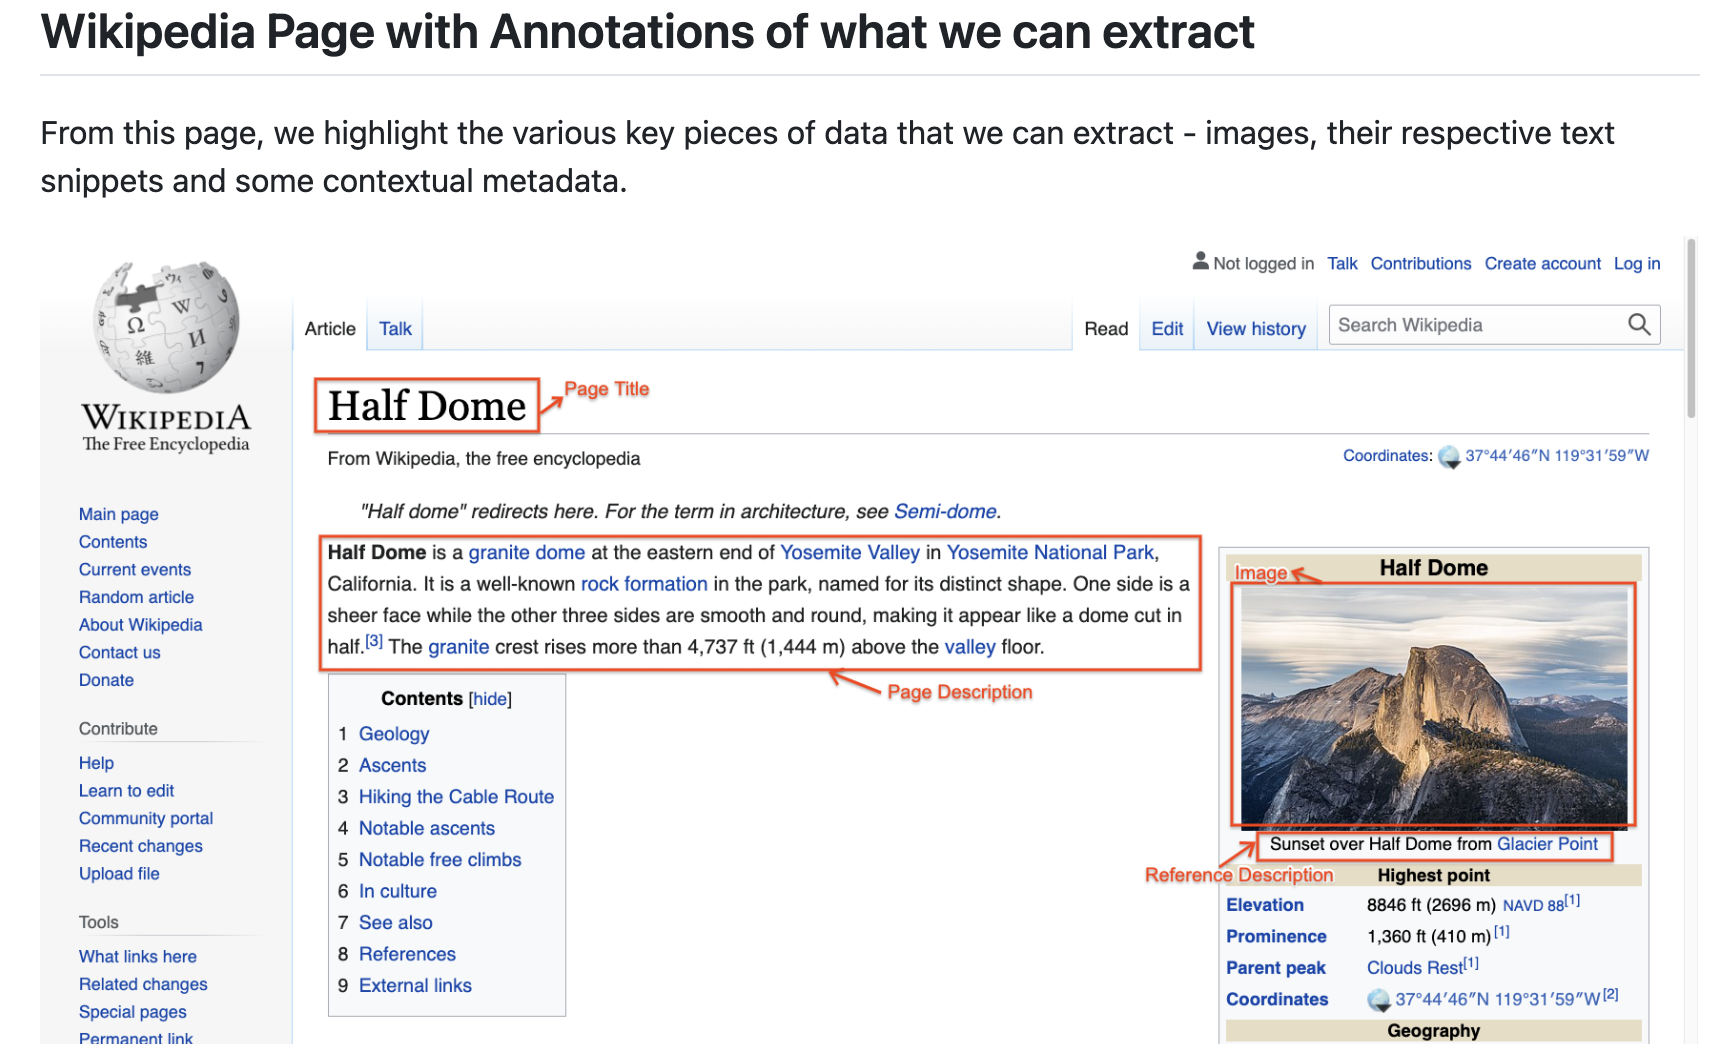 Wikipedia Page with Annotations of what we can extract
From this page, we highlight the various key pieces of data that we can extract - images, their respective text
snippets and some contextual metadata.
Not logged in Talk Contributions Create account Log in
Article Talk Read Edit View history Search Wikipedia
WIKIPEDIA
The Free Encyclopedia
Half Dome Page Title
From Wikipedia, the free encyclopedia
Coordinates: 37°44′46″N 119°31′59″W
"Half dome" redirects here. For the term in architecture, see Semi-dome.
Half Dome is a granite dome at the eastern end of Yosemite Valley in Yosemite National Park,
California. It is a well-known rock formation in the park, named for its distinct shape. One side is a
sheer face while the other three sides are smooth and round, making it appear like a dome cut in
half.[3] The granite crest rises more than 4,737 ft (1,444 m) above the valley floor.
Page Description
Main page
Contents
Current events
Random article
About Wikipedia
Contact us
Donate
Contribute
Help
Learn to edit
Community portal
Recent changes
Upload file
Tools
What links here
Related changes
Special pages
Permanent link
Contents [hide]
1 Geology
2 Ascents
3 Hiking the Cable Route
4 Notable ascents
5 Notable free climbs
6 In culture
7 See also
8 References
9 External links
Half Dome
Image
Sunset over Half Dome from Glacier Point
Reference Description
Highest point
Elevation 8846 ft (2696 m) NAVD 88[1]
Prominence 1,360 ft (410 m)[1]
Parent peak Clouds Rest[1]
Coordinates 37°44′46″N 119°31′59″W[2]
Geography